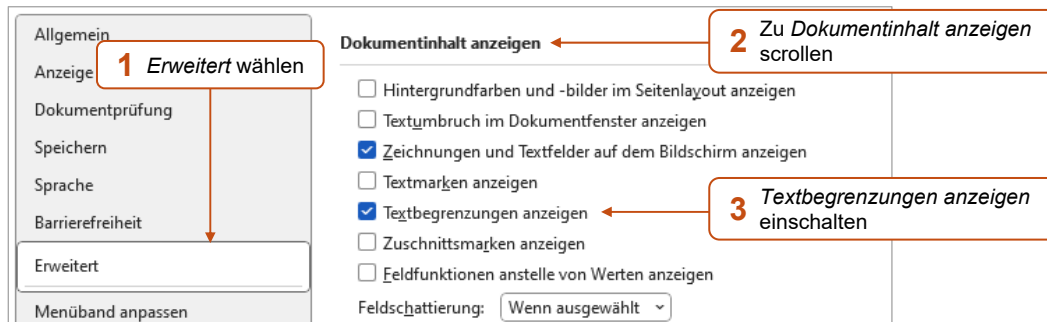 Allgemein
Anzeige
Dokumentprüfung
Speichern
Sprache
Barrierefreiheit
Erweitert
Menüband anpassen
1 Erweitert wählen
Dokumentinhalt anzeigen
2 Zu Dokumentinhalt anzeigen
scrollen
Hintergrundfarben und -bilder im Seitenlayout anzeigen
Textumbruch im Dokumentfenster anzeigen
Zeichnungen und Textfelder auf dem Bildschirm anzeigen
Textmarken anzeigen
Textbegrenzungen anzeigen
3 Textbegrenzungen anzeigen
einschalten
Zuschnittsmarken anzeigen
Feldfunktionen anstelle von Werten anzeigen
Feldschattierung: Wenn ausgewählt